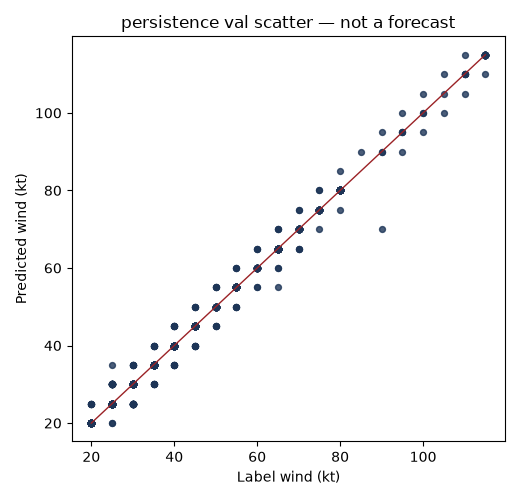 persistence val scatter — not a forecast
Predicted wind (kt)
100
80
60
40
20
20 40 60 80 100
Label wind (kt)